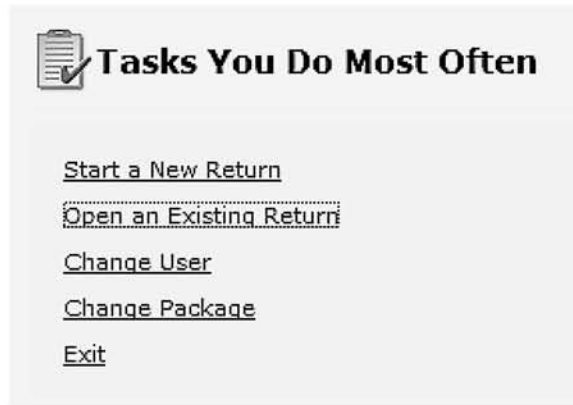 Tasks You Do Most Often
Start a New Return
Open an Existing Return
Change User
Change Package
Exit